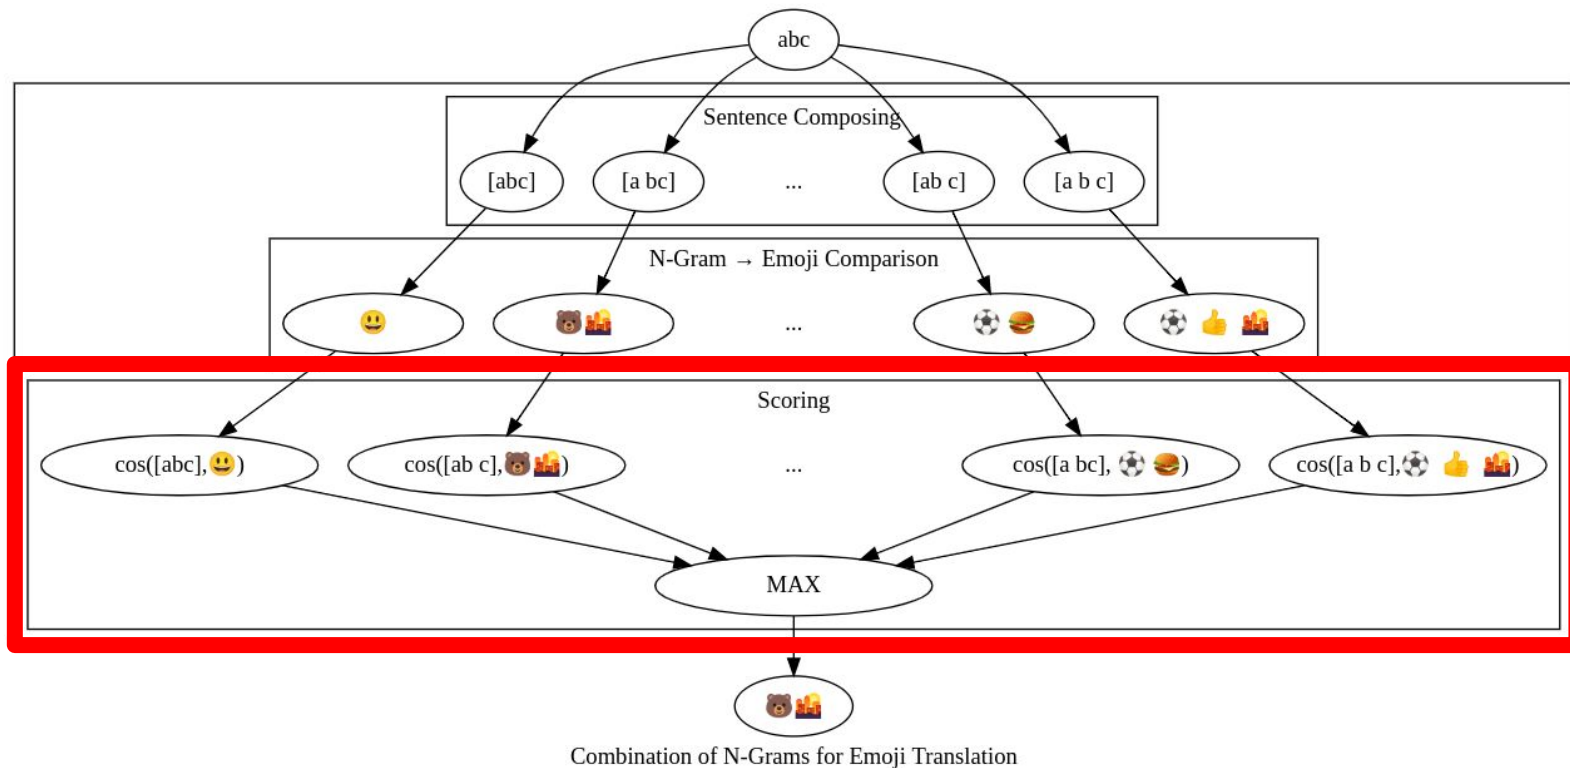 abc
Sentence Composing
[abc] [a bc] ... [ab c] [a b c]
N-Gram → Emoji Comparison
😃 🐻🌇 ... ⚽ 🍔 ⚽ 👍 🌇
Scoring
cos([abc],😃) cos([ab c],🐻🌇) ... cos([a bc], ⚽ 🍔) cos([a b c],⚽ 👍 🌇)
MAX
🐻🌇
Combination of N-Grams for Emoji Translation